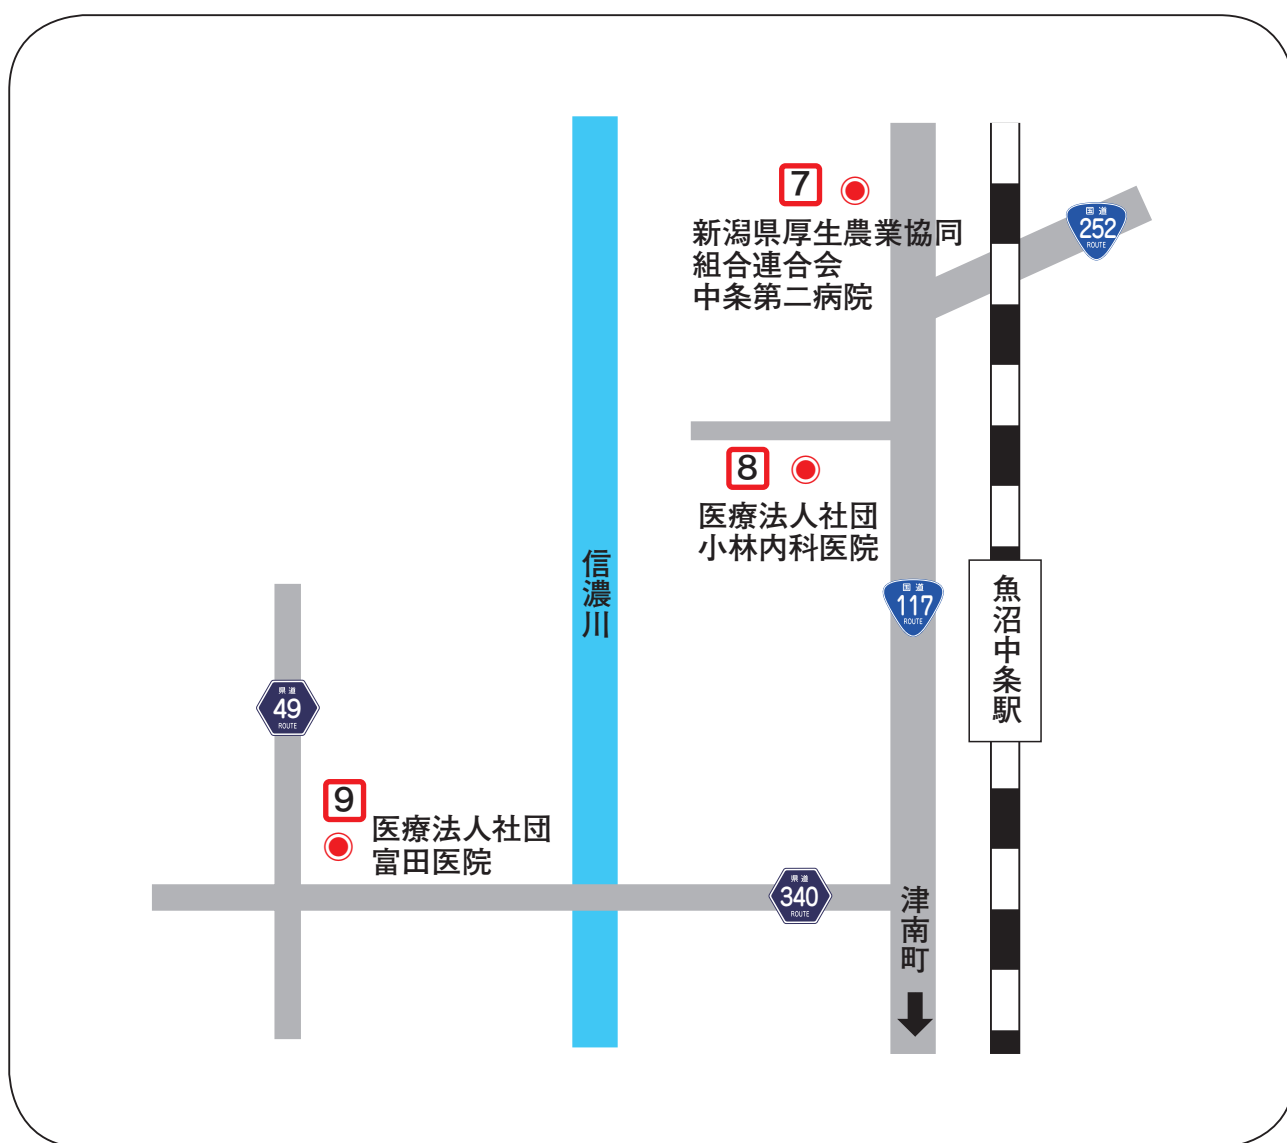 7
新潟県厚生農業協同
組合連合会
中条第二病院
国道
252
ROUTE
8
医療法人社団
小林内科医院
信濃川
国道
117
ROUTE
魚沼中条駅
県道
49
ROUTE
9
医療法人社団
富田医院
県道
340
ROUTE
津南町